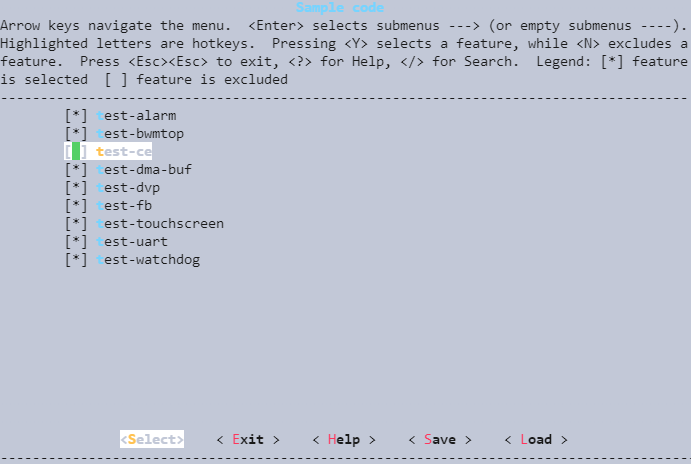 Sample code
Arrow keys navigate the menu.  <Enter> selects submenus ---> (or empty submenus ----).
Highlighted letters are hotkeys.  Pressing <Y> selects a feature, while <N> excludes a
feature.  Press <Esc><Esc> to exit, <?> for Help, </> for Search.  Legend: [*] feature
is selected  [ ] feature is excluded
[*] test-alarm
[*] test-bwmtop
[ ] test-ce
[*] test-dma-buf
[*] test-dvp
[*] test-fb
[*] test-touchscreen
[*] test-uart
[*] test-watchdog
<Select>    < Exit >    < Help >    < Save >    < Load >